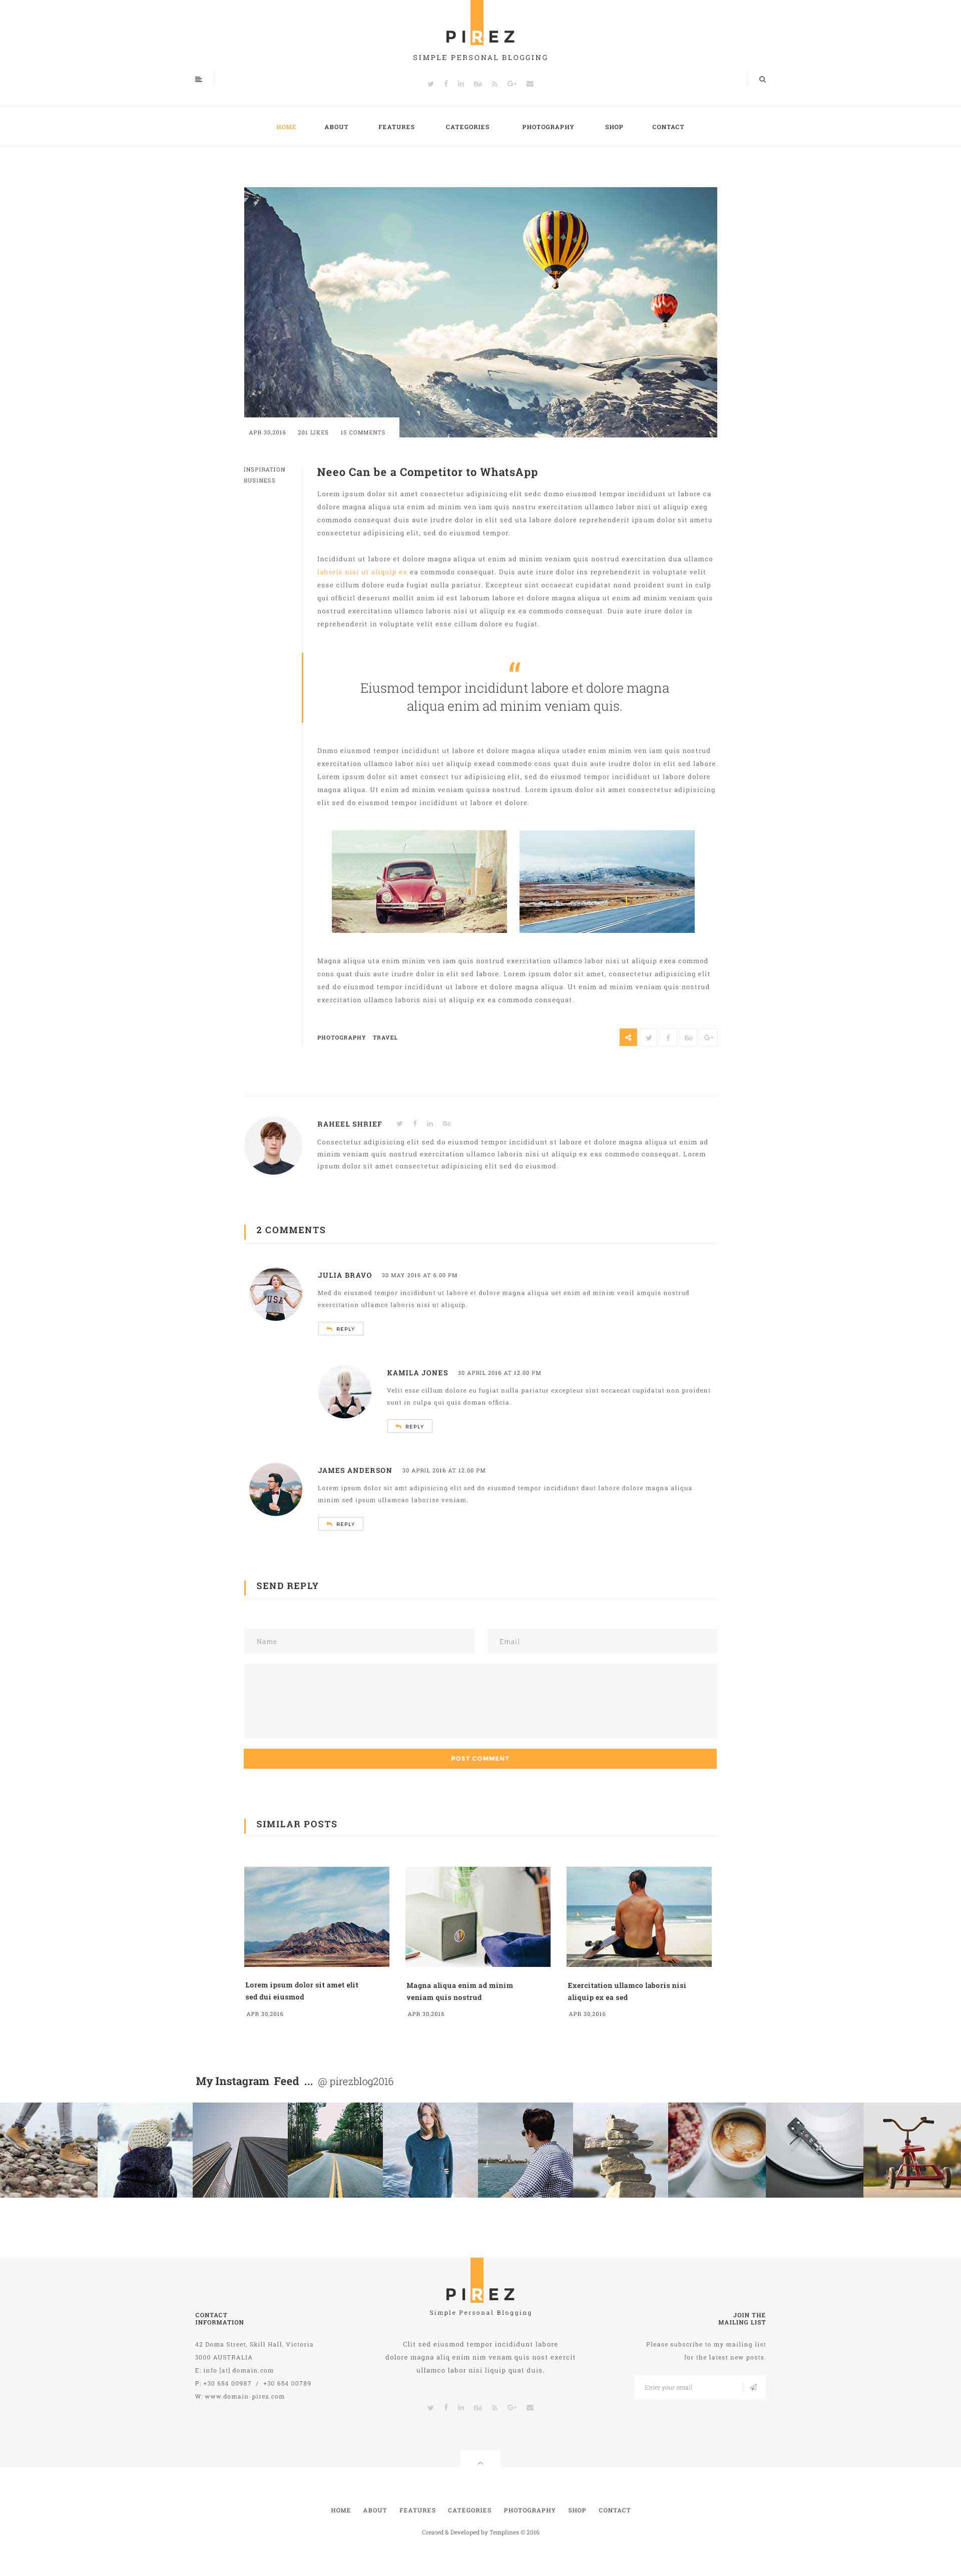 PIREZ
SIMPLE PERSONAL BLOGGING
HOME ABOUT FEATURES CATEGORIES PHOTOGRAPHY SHOP CONTACT
APR 30,2016 201 LIKES 15 COMMENTS
INSPIRATION
BUSINESS
Neeo Can be a Competitor to WhatsApp
Lorem ipsum dolor sit amet consectetur adipisicing elit sedc dnmo eiusmod tempor incididunt ut labore ca
dolore magna aliqua uta enim ad minim ven iam quis nostru exercitation ullamco labor nisi ut aliquip exeg
commodo consequat duis aute irudre dolor in elit sed uta labore dolore reprehenderit ipsum dolor sit ametu
consectetur adipisicing elit, sed do eiusmod tempor.
Incididunt ut labore et dolore magna aliqua ut enim ad minim veniam quis nostrud exercitation dua ullamco
laboris nisi ut aliquip ex ea commodo consequat. Duis aute irure dolor ins reprehenderit in voluptate velit
esse cillum dolore euda fugiat nulla pariatur. Excepteur sint occaecat cupidatat nond proident sunt in culp
qui officirl deserunt mollit anim id est laborum labore et dolore magna aliqua ut enim ad minim veniam quis
nostrud exercitation ullamco laboris nisi ut aliquip ex ea commodo consequat. Duis aute irure dolor in
reprehenderit in voluptate velit esse cillum dolore eu fugiat.
“
Eiusmod tempor incididunt labore et dolore magna
aliqua enim ad minim veniam quis.
Dnmo eiusmod tempor incididunt ut labore et dolore magna aliqua utader enim minim ven iam quis nostrud
exercitation ullamco labor nisi uet aliquip exead commodo cons quat duis aute irudre dolor in elit sed labore.
Lorem ipsum dolor sit amet consect tur adipisicing elit, sed do eiusmod tempor incididunt ut labore dolore
magna aliqua. Ut enim ad minim veniam quissa nostrud. Lorem ipsum dolor sit amet consectetur adipisicing
elit sed do eiusmod tempor incididunt ut labore et dolore.
Magna aliqua uta enim minim ven iam quis nostrud exercitation ullamco labor nisi ut aliquip exea commod
cons quat duis aute irudre dolor in elit sed labore. Lorem ipsum dolor sit amet, consectetur adipisicing elit
sed do eiusmod tempor incididunt ut labore et dolore magna aliqua. Ut enim ad minim veniam quis nostrud
exercitation ullamco laboris nisi ut aliquip ex ea commodo consequat.
PHOTOGRAPHY TRAVEL
RAHEEL SHRIEF
Consectetur adipisicing elit sed do eiusmod tempor incididunt st labore et dolore magna aliqua ut enim ad
minim veniam quis nostrud exercitation ullamco laboris nisi ut aliquip ex eas commodo consequat. Lorem
ipsum dolor sit amet consectetur adipisicing elit sed do eiusmod.
2 COMMENTS
JULIA BRAVO 30 MAY 2016 AT 6.00 PM
Med do eiusmod tempor incididunt ut labore et dolore magna aliqua uet enim ad minim venil amquis nostrud
exercitation ullamce laboris nisi ut aliquip.
REPLY
KAMILA JONES 30 APRIL 2016 AT 12.00 PM
Velit esse cillum dolore eu fugiat nulla pariatur excepteur sint occaecat cupidatat non proident
sunt in culpa qui quis doman officia.
REPLY
JAMES ANDERSON 30 APRIL 2016 AT 12.00 PM
Lorem ipsum dolor sit amt adipisicing elit sed do eiusmod tempor incididunt daut labore dolore magna aliqua
minim sed ipsum ullamcao laborise veniam.
REPLY
SEND REPLY
Name Email
POST COMMENT
SIMILAR POSTS
Lorem ipsum dolor sit amet elit
sed dui eiusmod
APR 30,2016
Magna aliqua enim ad minim
veniam quis nostrud
APR 30,2016
Exercitation ullamco laboris nisi
aliquip ex ea sed
APR 30,2016
My Instagram Feed ... @ pirezblog2016
PIREZ
Simple Personal Blogging
CONTACT
INFORMATION
42 Doma Street, Skill Hall, Victoria
3000 AUSTRALIA
E: info [at] domain.com
P: +30 654 00987 / +30 654 00789
W: www.domain-pirez.com
Clit sed eiusmod tempor incididunt labore
dolore magna aliq enim nim venam quis nost exercit
ullamco labor nisi liquip quat duis.
JOIN THE
MAILING LIST
Please subscribe to my mailing list
for the latest new posts.
Enter your email
HOME ABOUT FEATURES CATEGORIES PHOTOGRAPHY SHOP CONTACT
Created & Developed by Templines © 2016